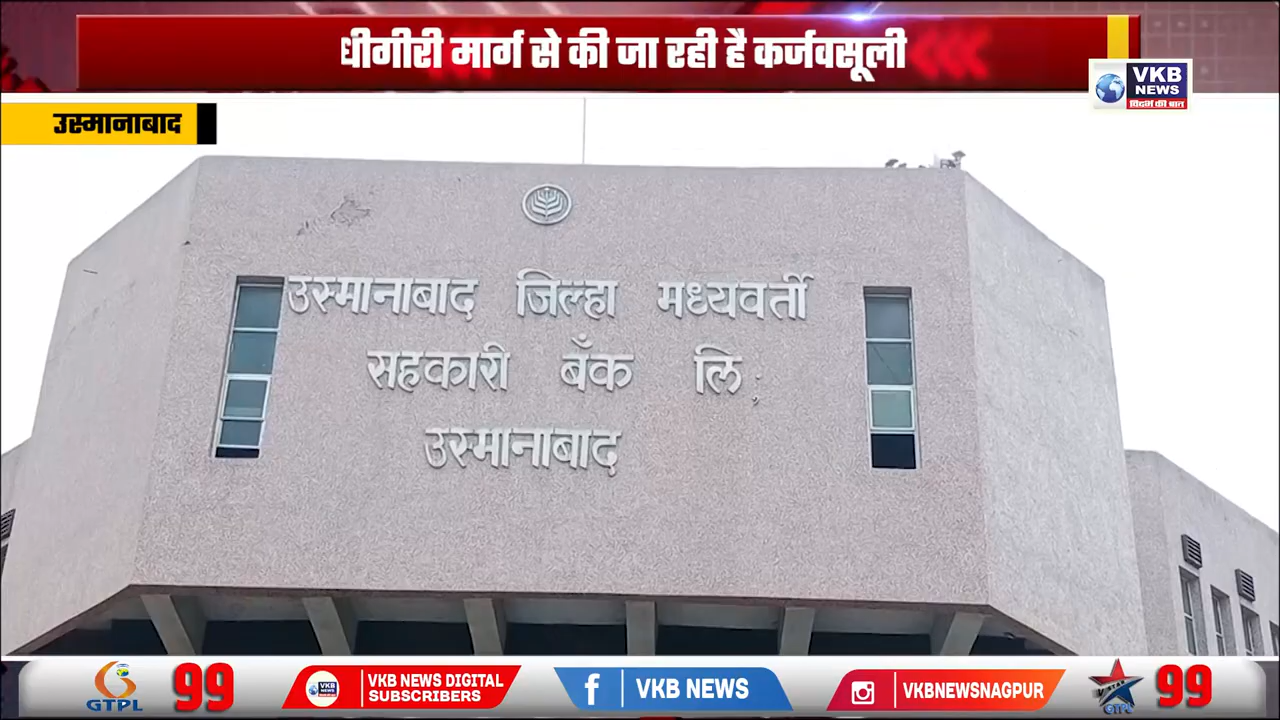 धीगीरी मार्ग से की जा रही है कर्जवसूली
VKB
NEWS
विदर्भ की बात
उस्मानाबाद
उस्मानाबाद जिल्हा मध्यवर्ती
सहकारी बँक लि;
उस्मानाबाद
GTPL 99
VKB NEWS DIGITAL
SUBSCRIBERS
VKB NEWS
VKBNEWSNAGPUR
GTPL 99